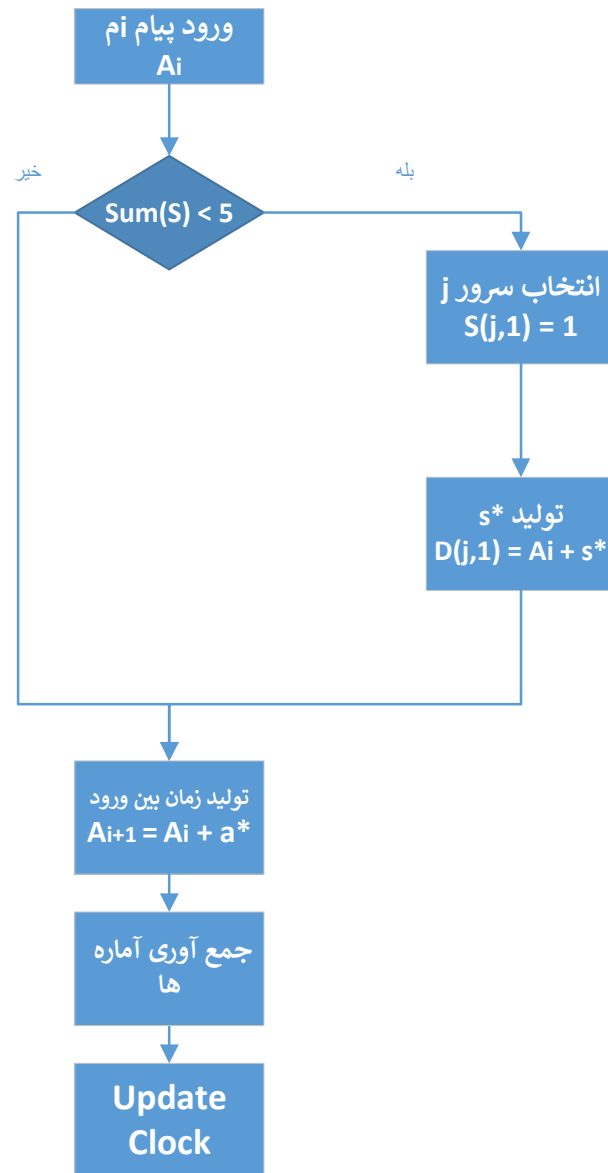 ورود پیام iم
Ai
خیر
بله
Sum(S) < 5
انتخاب سرور j
S(j,1) = 1
تولید s*
D(j,1) = Ai + s*
تولید زمان بین ورود
Ai+1 = Ai + a*
جمع آوری آماره
ها
Update
Clock